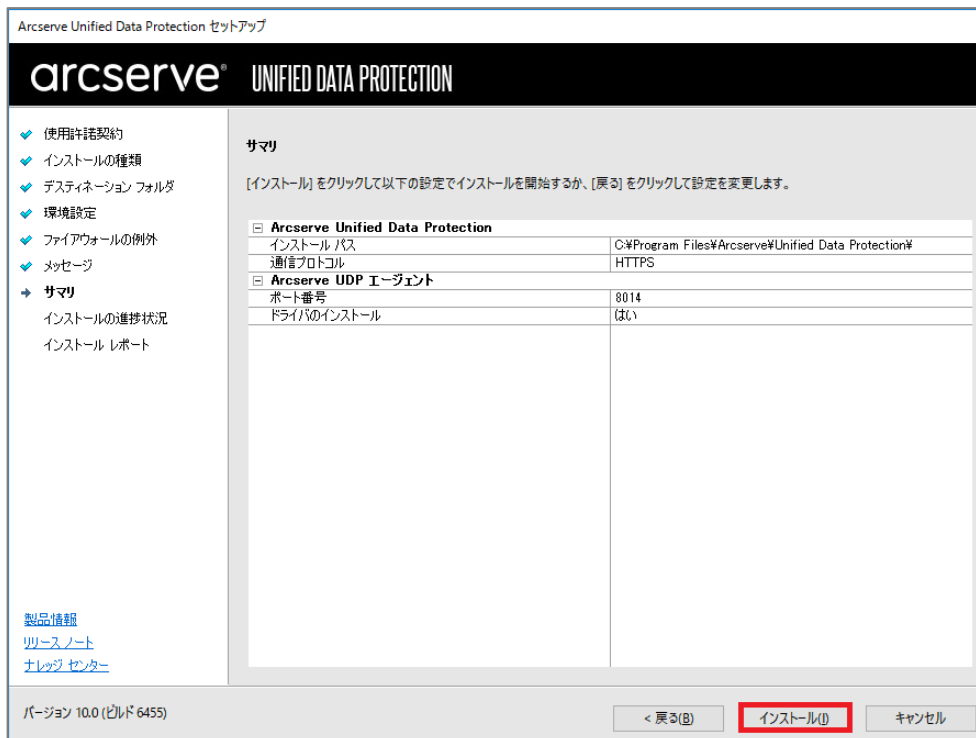 Arcserve Unified Data Protection セットアップ
arcserve® UNIFIED DATA PROTECTION
使用許諾契約
インストールの種類
デスティネーション フォルダ
環境設定
ファイアウォールの例外
メッセージ
サマリ
インストールの進捗状況
インストール レポート
製品情報
リリース ノート
ナレッジ センター
サマリ
[インストール] をクリックして以下の設定でインストールを開始するか、[戻る] をクリックして設定を変更します。
Arcserve Unified Data Protection
インストール パス C:¥Program Files¥Arcserve¥Unified Data Protection¥
通信プロトコル HTTPS
Arcserve UDP エージェント
ポート番号 8014
ドライバのインストール はい
バージョン 10.0 (ビルド 6455)
< 戻る(B) インストール(I) キャンセル